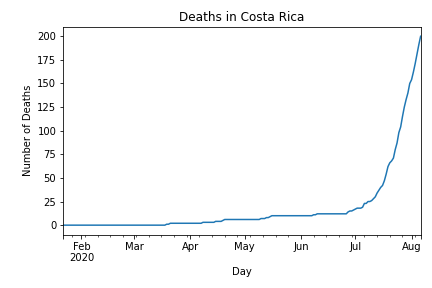 Deaths in Costa Rica
Number of Deaths
200
175
150
125
100
75
50
25
0
Feb
2020
Mar
Apr
May
Jun
Jul
Aug
Day